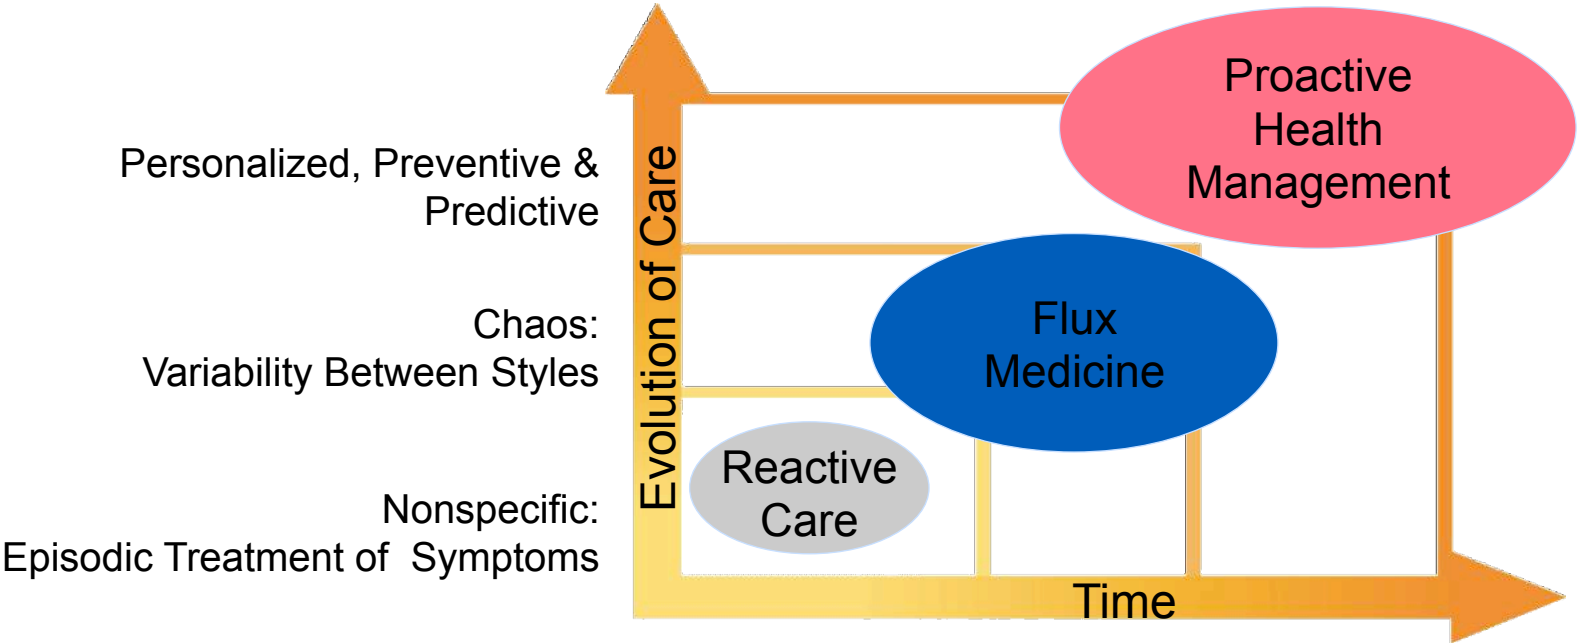 Proactive
Health
Management
Personalized, Preventive &
Predictive
Evolution of Care
Flux
Medicine
Chaos:
Variability Between Styles
Reactive
Care
Nonspecific:
Episodic Treatment of Symptoms
Time